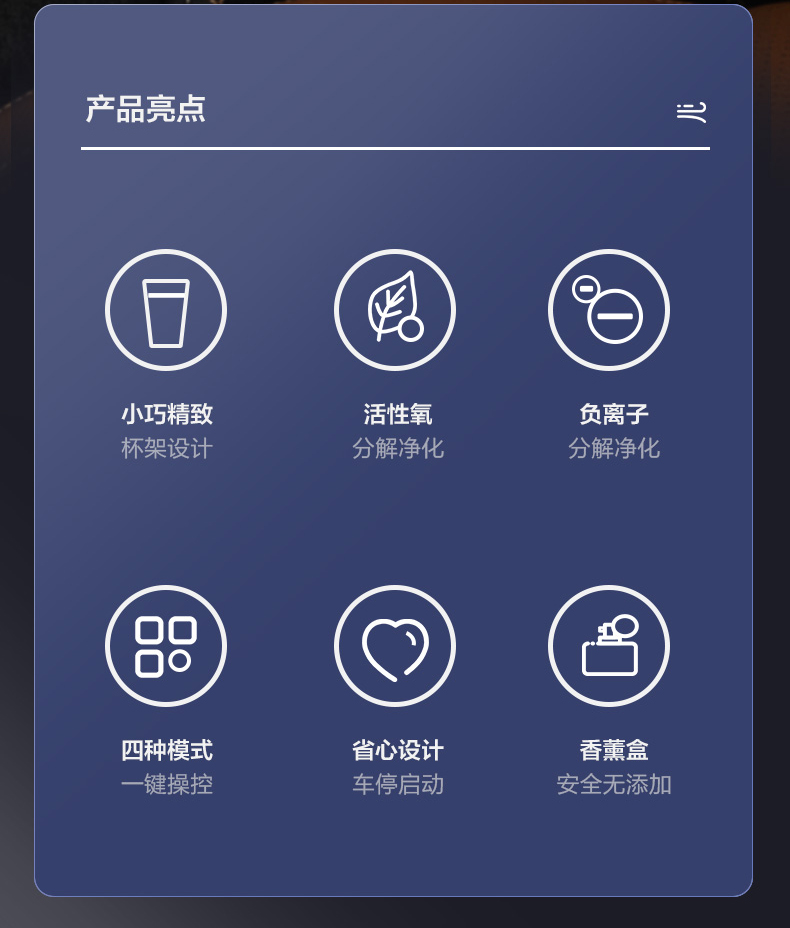 产品亮点
小巧精致 活性氧 负离子
杯架设计 分解净化 分解净化
四种模式 省心设计 香薰盒
一键操控 车停启动 安全无添加